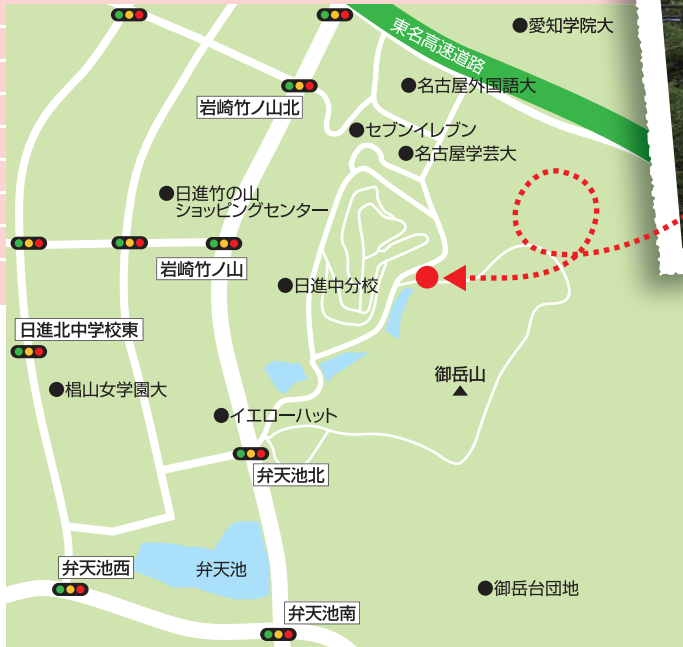 愛知学院大
東名高速道路
名古屋外国語大
岩崎竹ノ山北
セブンイレブン
名古屋学芸大
日進竹の山
ショッピングセンター
岩崎竹ノ山
日進中分校
日進北中学校東
御岳山
椙山女学園大
イエローハット
弁天池北
弁天池西
弁天池
御岳台団地
弁天池南